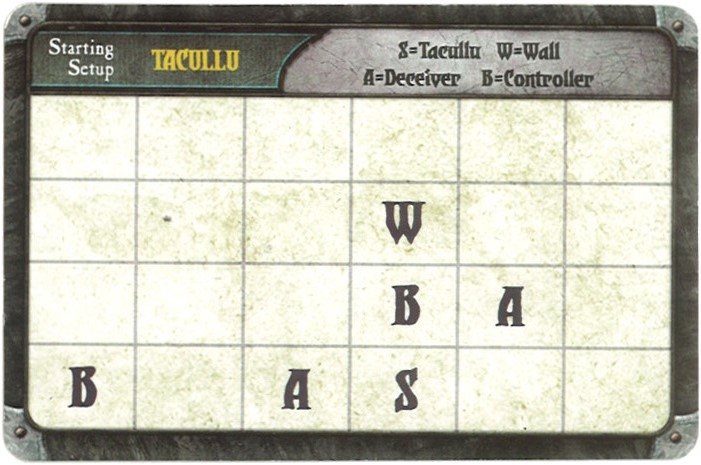 Starting
Setup
TACULLU
S=Tacullu W=Wall
A=Deceiver B=Controller
W
B A
B A S